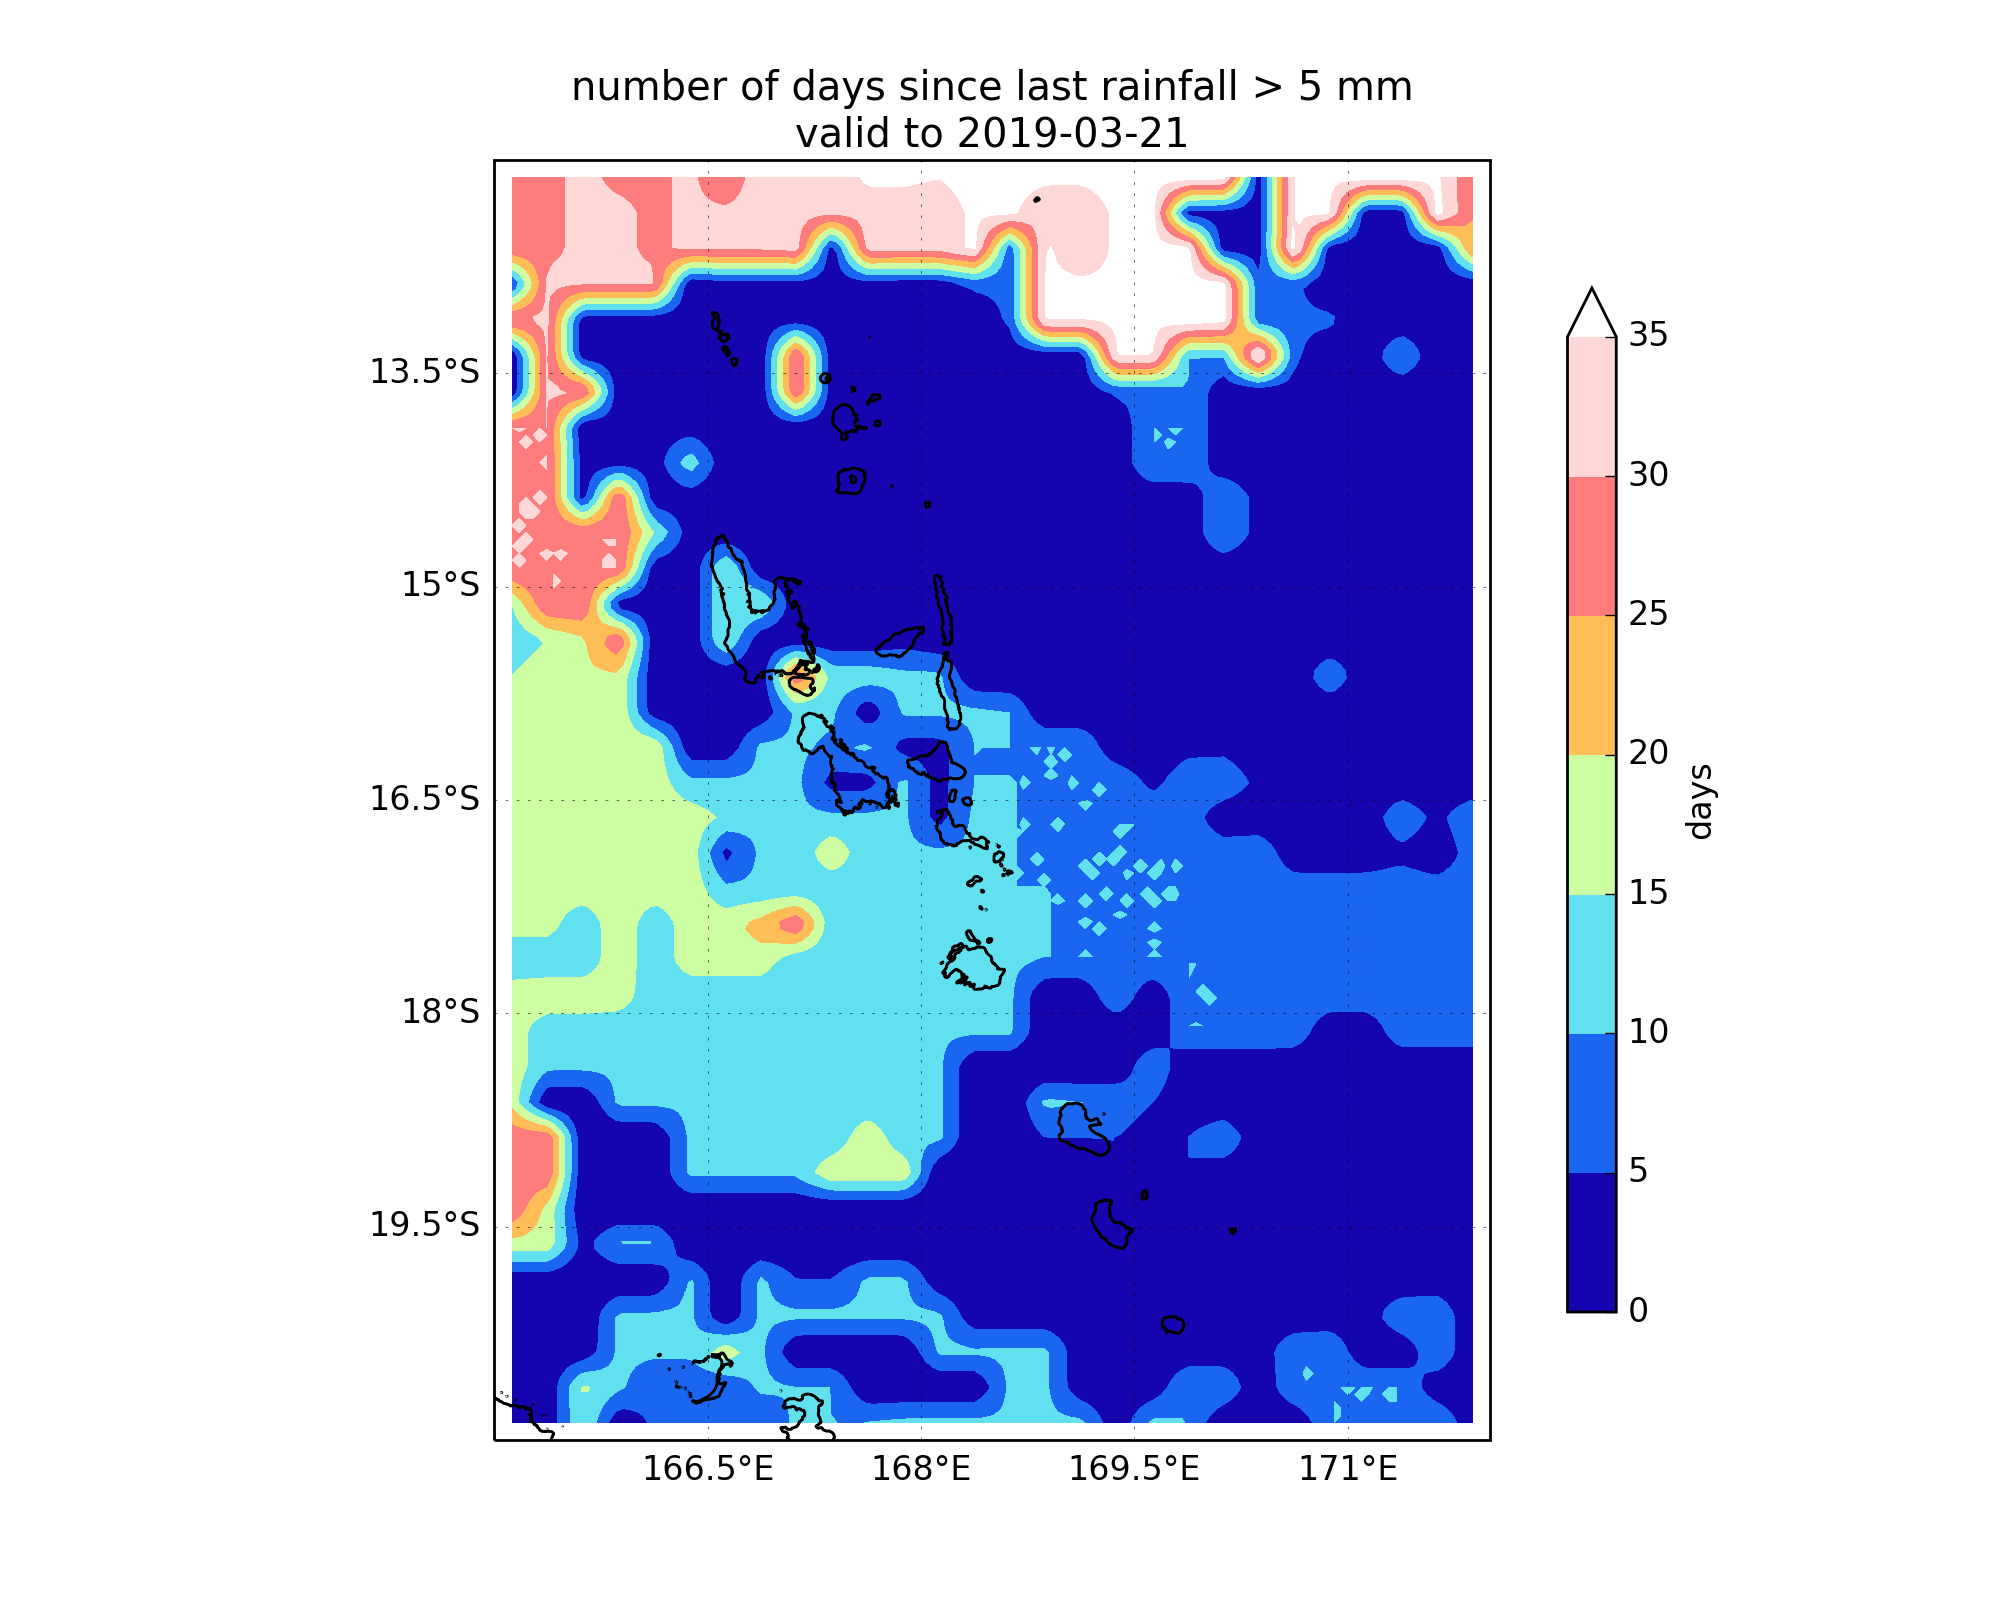 number of days since last rainfall > 5 mm
valid to 2019-03-21
13.5°S
15°S
16.5°S
18°S
19.5°S
166.5°E
168°E
169.5°E
171°E
35
30
25
20
15
10
5
0
days